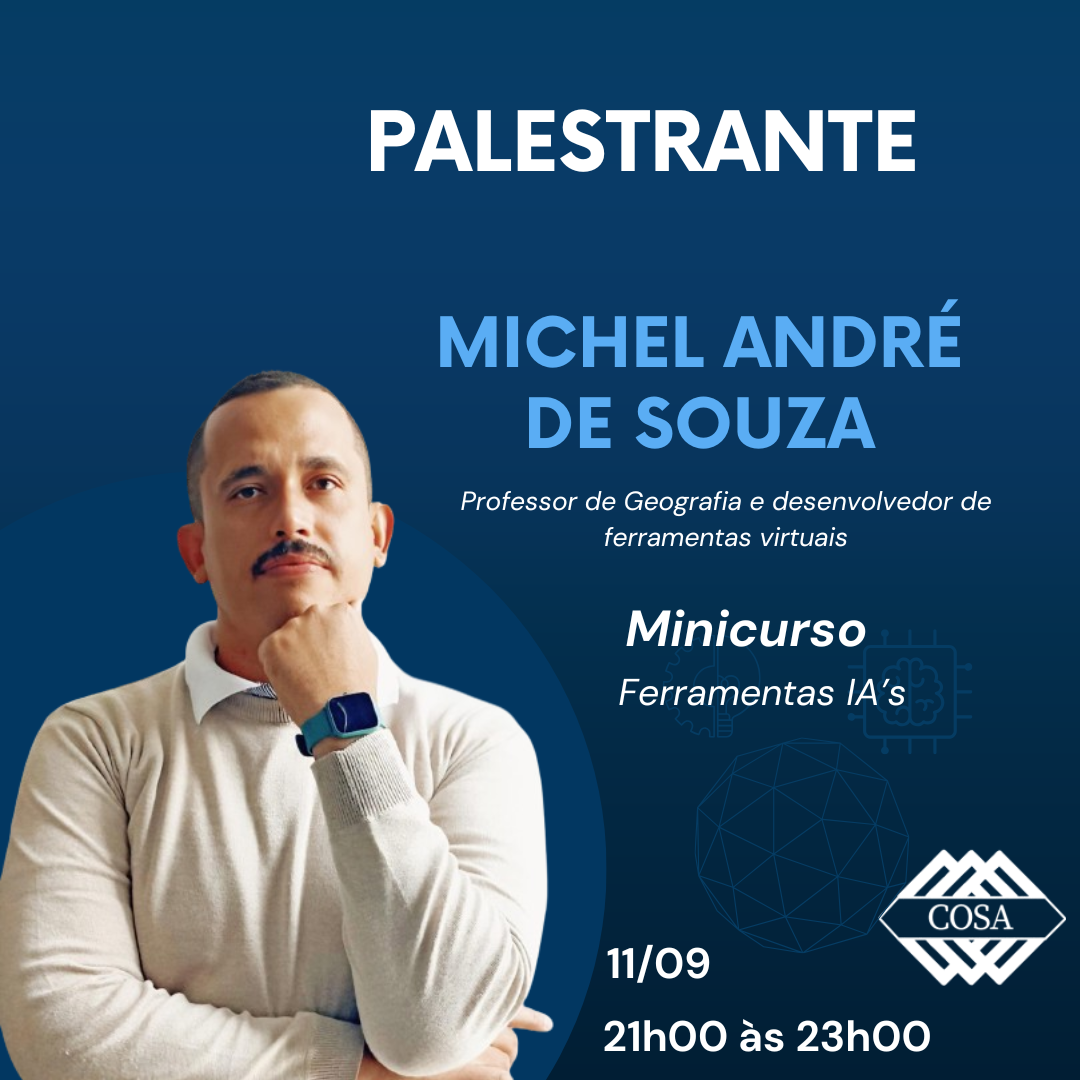 PALESTRANTE
MICHEL ANDRÉ
DE SOUZA
Professor de Geografia e desenvolvedor de
ferramentas virtuais
Minicurso
Ferramentas IA’s
COSA
11/09
21h00 às 23h00